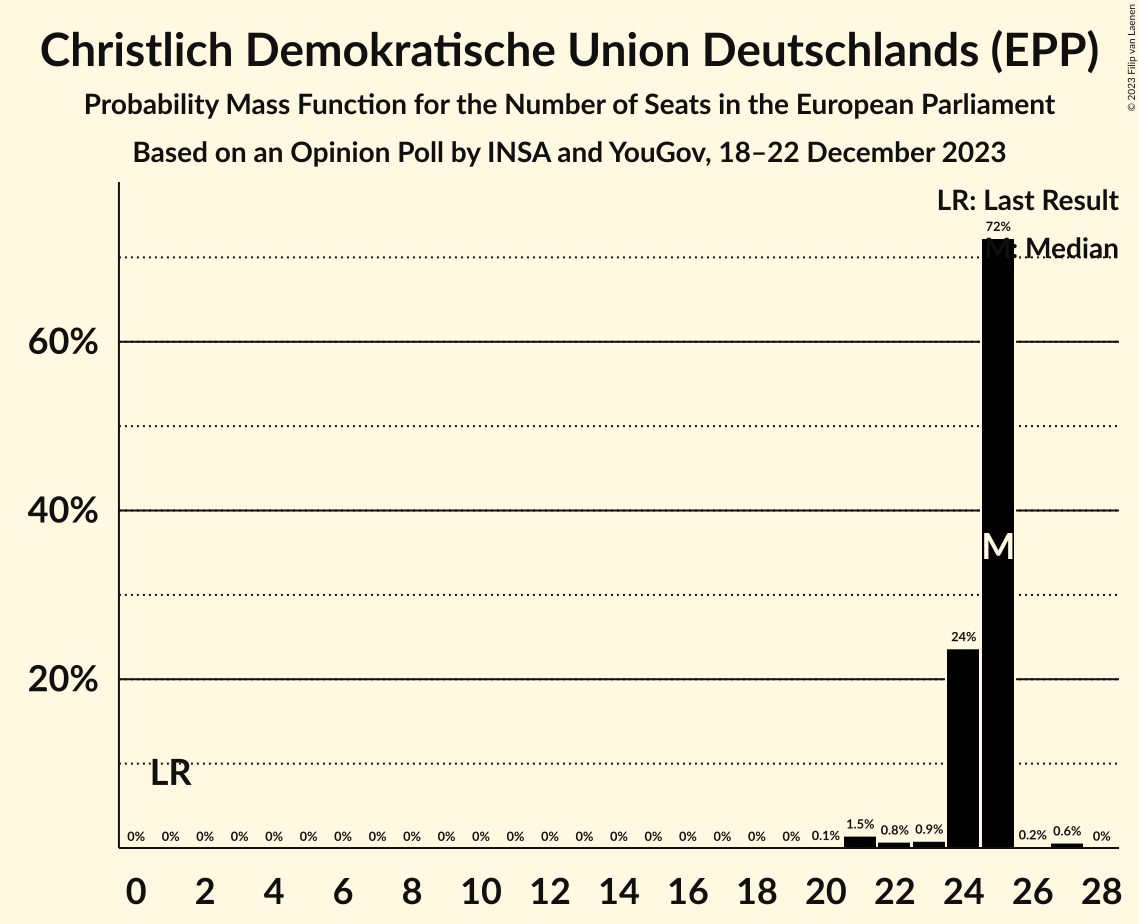 Christlich Demokratische Union Deutschlands (EPP)
Probability Mass Function for the Number of Seats in the European Parliament
Based on an Opinion Poll by INSA and YouGov, 18–22 December 2023
© 2023 Filip van Laenen
LR: Last Result
M: Median
60%
40%
20%
72%
M
24%
LR
0% 0% 0% 0% 0% 0% 0% 0% 0% 0% 0% 0% 0% 0% 0% 0% 0% 0% 0% 0% 0.1% 1.5% 0.8% 0.9% 0.2% 0.6% 0%
0 2 4 6 8 10 12 14 16 18 20 22 24 26 28